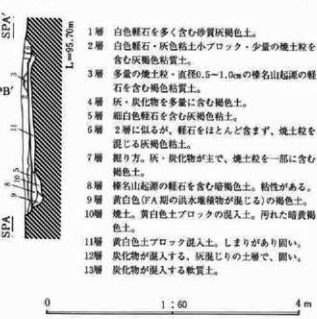 SPA'
L=95.70m
PB'
3
11
8
9
10
5
SPA
1層 白色軽石を多く含む砂質灰褐色土。
2層 白色軽石・灰色粘土小ブロック・少量の焼土粒を
含む灰褐色粘質土。
3層 多量の焼土粒・直径0.5~1.0cmの榛名山起源の軽
石を含む褐色粘質土。
4層 灰・炭化物を多量に含む褐色土。
5層 細白色軽石を含む灰褐色粘土。
6層 2層に似るが、軽石をほとんど含まず、焼土粒を
混じる灰褐色粘土。
7層 掘り方。灰・炭化物が主で、焼土粒を一部に含む
褐色土。
8層 榛名山起源の軽石を含む暗褐色土。粘性がある。
9層 黄白色(FA期の洪水堆積物が混じる)の褐色土。
10層 焼土。黄白色土ブロックの混入土。汚れた暗黄褐
色土。
11層 黄白色土ブロック混入土。しまりがあり固い。
12層 炭化物が混入する、灰混じりの土層で、固い。
13層 炭化物が混入する軟質土。
0 1:60 4m